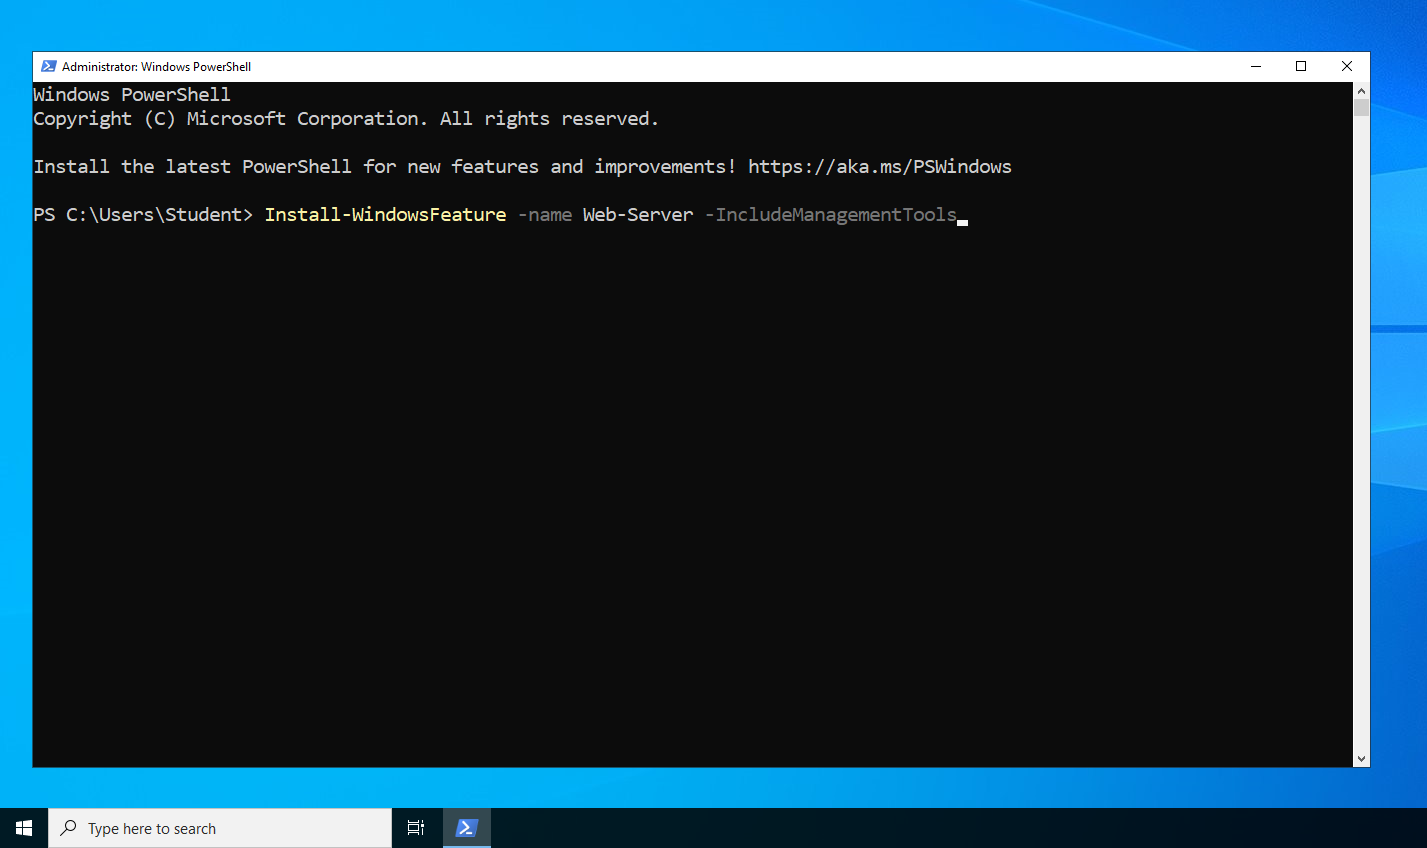 Administrator: Windows PowerShell
Windows PowerShell
Copyright (C) Microsoft Corporation. All rights reserved.
Install the latest PowerShell for new features and improvements! https://aka.ms/PSWindows
PS C:\Users\Student> Install-WindowsFeature -name Web-Server -IncludeManagementTools
Type here to search